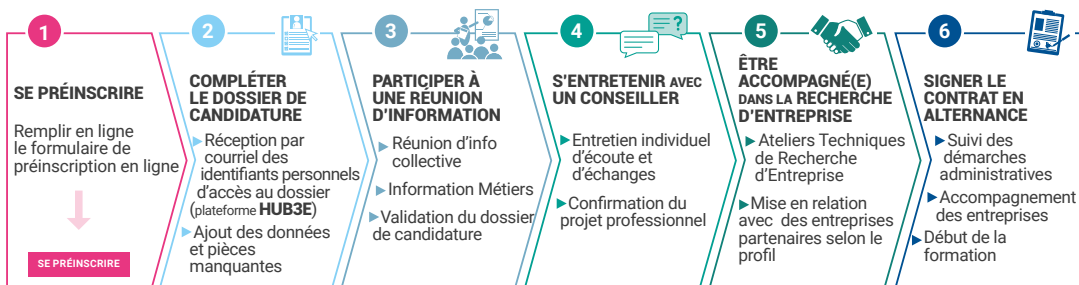 1
SE PRÉINSCRIRE
Remplir en ligne
le formulaire de
préinscription en ligne
SE PRÉINSCRIRE
2
COMPLÉTER
LE DOSSIER DE
CANDIDATURE
Réception par
courriel des
identifiants personnels
d'accès au dossier
(plateforme HUB3E)
Ajout des données
et pièces
manquantes
3
PARTICIPER À
UNE RÉUNION
D'INFORMATION
Réunion d'info
collective
Information Métiers
Validation du dossier
de candidature
4
?
S'ENTRETENIR AVEC
UN CONSEILLER
Entretien individuel
d'écoute et
d'échanges
Confirmation du
projet professionnel
5
ÊTRE
ACCOMPAGNÉ(E)
DANS LA RECHERCHE
D'ENTREPRISE
Ateliers Techniques
de Recherche
d'Entreprise
Mise en relation
avec des entreprises
partenaires selon le
profil
6
SIGNER LE
CONTRAT EN
ALTERNANCE
Suivi des
démarches
administratives
Accompagnement
des entreprises
Début de la
formation